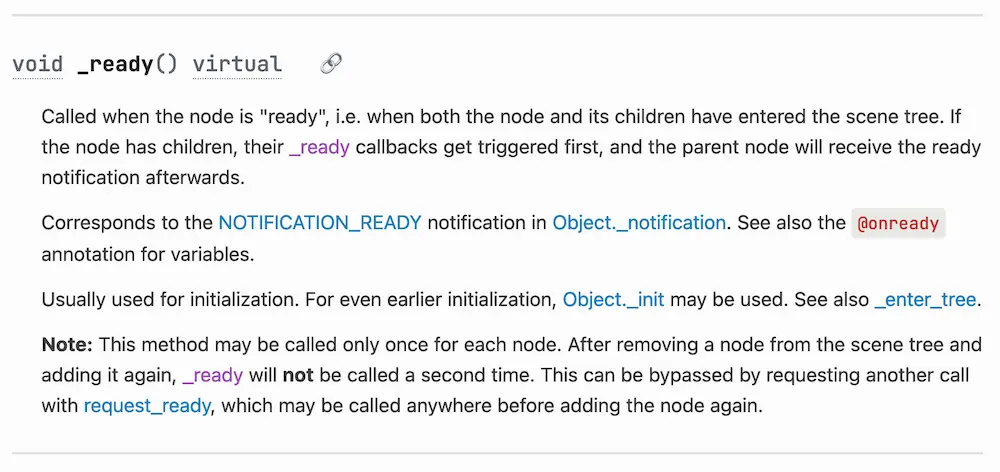 void _ready() virtual
Called when the node is "ready", i.e. when both the node and its children have entered the scene tree. If
the node has children, their _ready callbacks get triggered first, and the parent node will receive the ready
notification afterwards.
Corresponds to the NOTIFICATION_READY notification in Object._notification. See also the @onready
annotation for variables.
Usually used for initialization. For even earlier initialization, Object._init may be used. See also _enter_tree.
Note: This method may be called only once for each node. After removing a node from the scene tree and
adding it again, _ready will not be called a second time. This can be bypassed by requesting another call
with request_ready, which may be called anywhere before adding the node again.